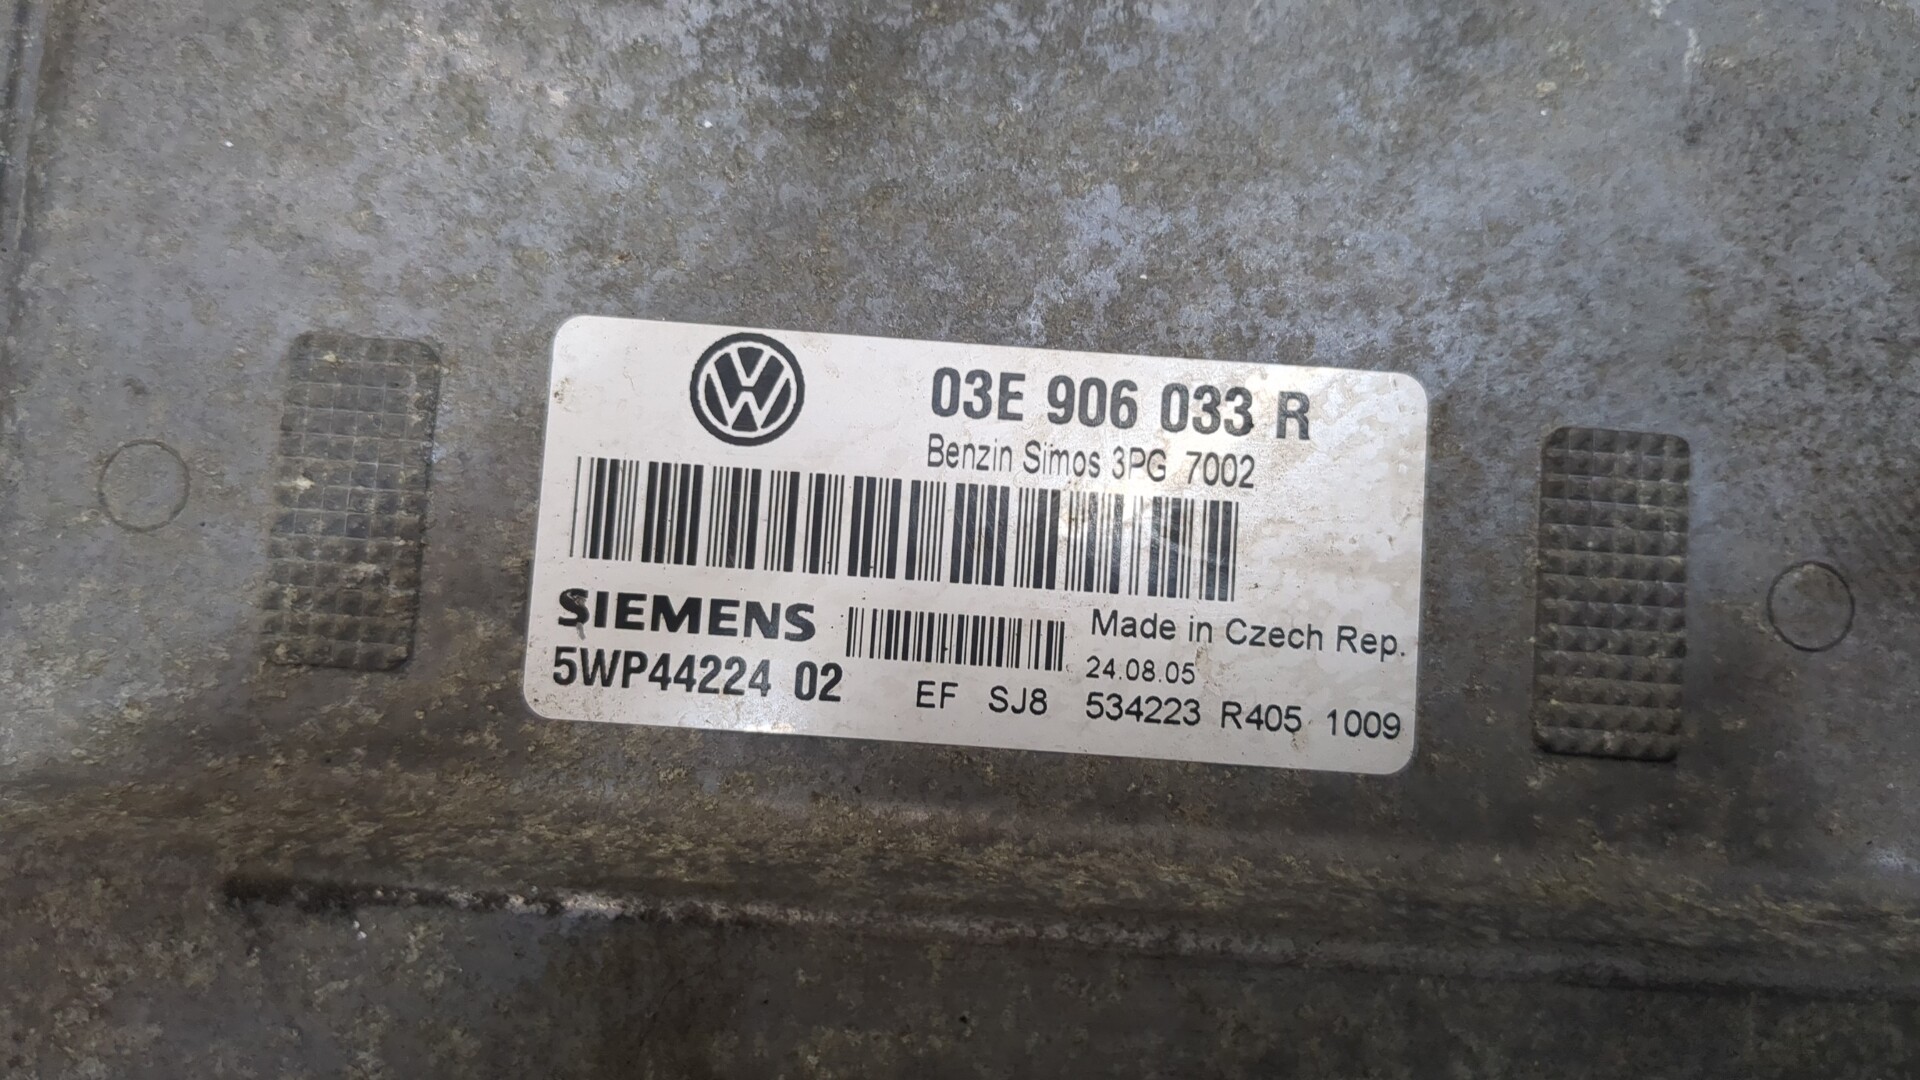 03E 906 033 R
Benzin Simos 3PG 7002
SIEMENS
Made in Czech Rep.
5WP44224 02
24.08.05
EF SJ8 534223 R405 1009